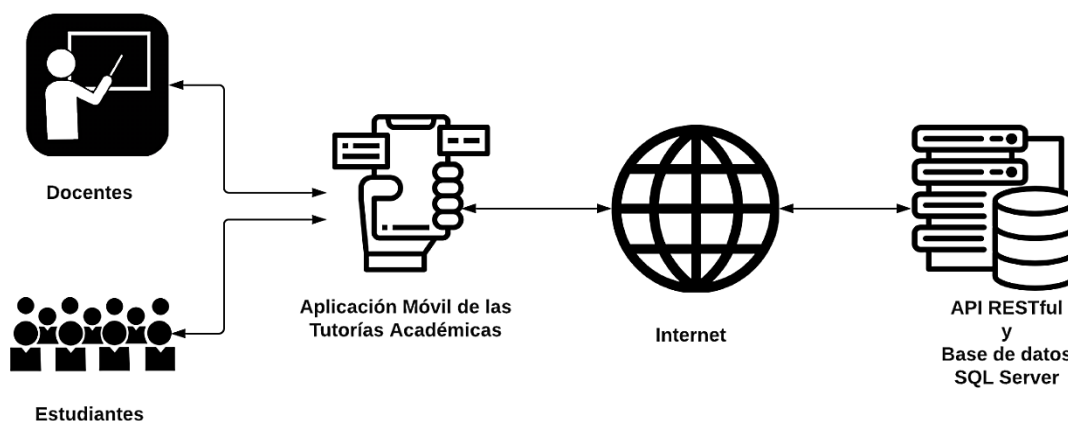 Docentes
Estudiantes
Aplicación Móvil de las
Tutorías Académicas
Internet
API RESTful
y
Base de datos
SQL Server